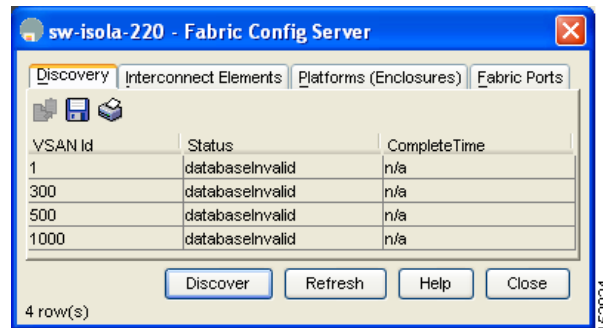 sw-isola-220 - Fabric Config Server
Discovery Interconnect Elements Platforms (Enclosures) Fabric Ports
VSAN Id Status CompleteTime
1 databaseInvalid n/a
300 databaseInvalid n/a
500 databaseInvalid n/a
1000 databaseInvalid n/a
Discover Refresh Help Close
4 row(s)